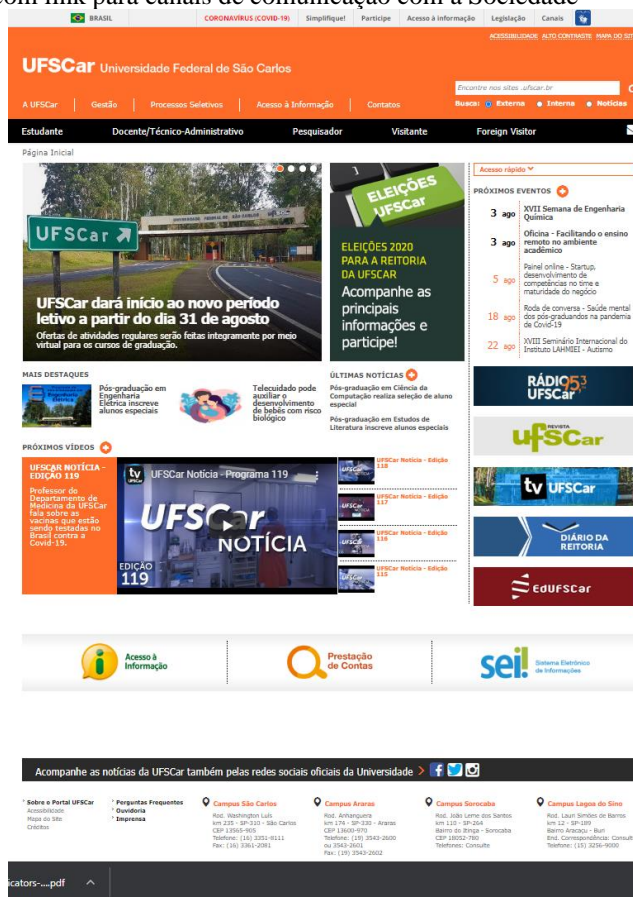 com link para canais de comunicação com a Sociedade
BRASIL CORONAVÍRUS (COVID-19) Simplifique! Participe Acesso à informação Legislação Canais
ACESSIBILIDADE ALTO CONTRASTE MAPA DO SIT
UFSCar Universidade Federal de São Carlos
Encontre nos sites .ufscar.br
A UFSCar Gestão Processos Seletivos Acesso à Informação Contatos
Busca: Externa Interna Notícias
Estudante Docente/Técnico-Administrativo Pesquisador Visitante Foreign Visitor
Página Inicial
UFSCar
UFSCar dará início ao novo período
letivo a partir do dia 31 de agosto
Ofertas de atividades regulares serão feitas integramente por meio
virtual para os cursos de graduação.
ELEIÇÕES
UFSCar
ELEIÇÕES 2020
PARA A REITORIA
DA UFSCAR
Acompanhe as
principais
informações e
participe!
Acesso rápido
PRÓXIMOS EVENTOS
3 ago XVII Semana de Engenharia
Química
3 ago Oficina - Facilitando o ensino
remoto no ambiente
acadêmico
5 ago Painel online - Startup,
desenvolvimento de
competências no time e
maturidade do negócio
18 ago Roda de conversa - Saúde mental
dos pós-graduandos na pandemia
de Covid-19
22 ago XVIII Seminário Internacional do
Instituto LAHMIEI - Autismo
MAIS DESTAQUES
Pós-graduação em
Engenharia
Elétrica inscreve
alunos especiais
Telecuidado pode
auxiliar o
desenvolvimento
de bebês com risco
biológico
ÚLTIMAS NOTÍCIAS
Pós-graduação em Ciência da
Computação realiza seleção de aluno
especial
Pós-graduação em Estudos de
Literatura inscreve alunos especiais
PRÓXIMOS VÍDEOS
UFSCAR NOTÍCIA -
EDIÇÃO 119
Professor do
Departamento de
Medicina da UFSCar
fala sobre as
vacinas que estão
sendo testadas no
Brasil contra a
Covid-19.
tv UFSCar UFSCar Notícia - Programa 119
UFSCar
NOTÍCIA
EDIÇÃO
119
UFSCar Notícia - Edição
118
UFSCar Notícia - Edição
117
UFSCar Notícia - Edição
116
UFSCar Notícia - Edição
115
RÁDIO 95,3
UFSCar
REVISTA
UFSCar
tv UFSCar
DIÁRIO DA
REITORIA
EdUFSCar
Acesso à
Informação
Prestação
de Contas
sei! Sistema Eletrônico
de Informações
Acompanhe as notícias da UFSCar também pelas redes sociais oficiais da Universidade >
Sobre o Portal UFSCar
Acessibilidade
Mapa do Site
Créditos
Perguntas Frequentes
Ouvidoria
Imprensa
Campus São Carlos
Rod. Washington Luís
km 235 - SP-310 - São Carlos
CEP 13565-905
Telefone: (16) 3351-8111
Fax: (16) 3361-2081
Campus Araras
Rod. Anhanguera
km 174 - SP-330 - Araras
CEP 13600-970
Telefone: (19) 3543-2600
ou 3543-2601
Fax: (19) 3543-2602
Campus Sorocaba
Rod. João Leme dos Santos
km 110 - SP-264
Bairro do Itinga - Sorocaba
CEP 18052-780
Telefones: Consulte
Campus Lagoa do Sino
Rod. Lauri Simões de Barros
km 12 - SP-189
Bairro Aracaçu - Buri
End. Correspondência: Consult
Telefone: (15) 3256-9000
icators-....pdf